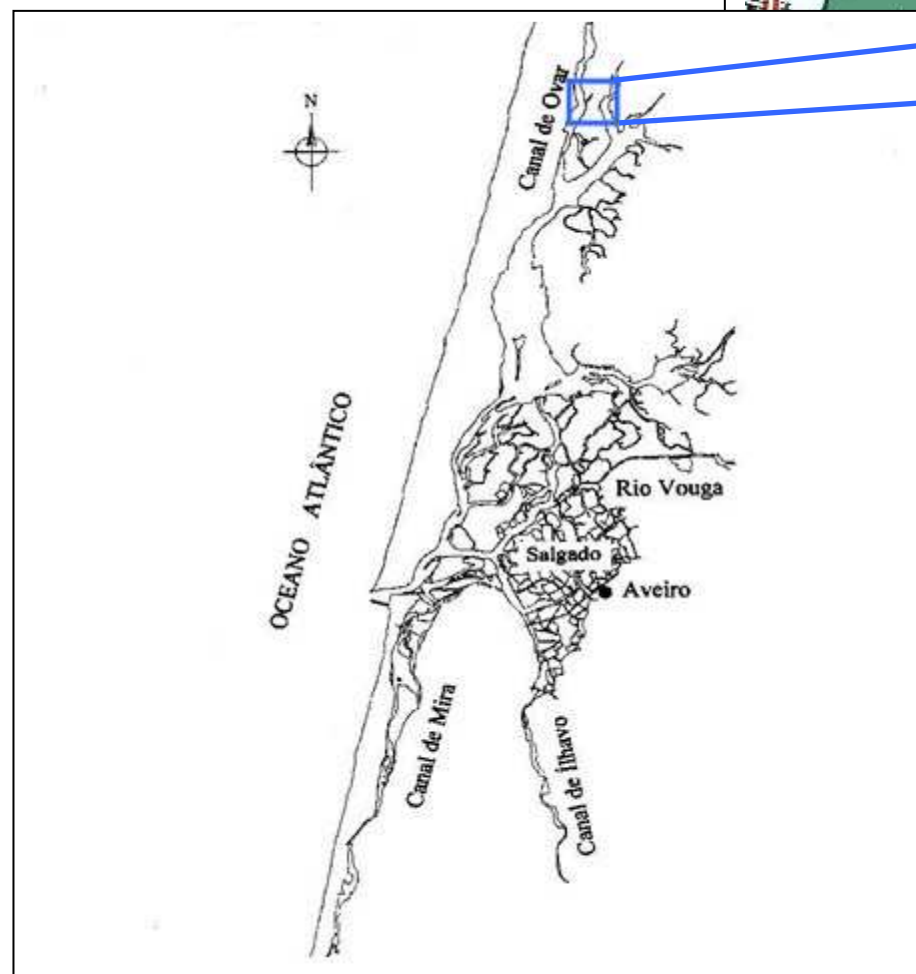 N
Canal de Ovar
OCEANO ATLÂNTICO
Rio Vouga
Salgado
Aveiro
Canal de Mira
Canal de Ílhavo